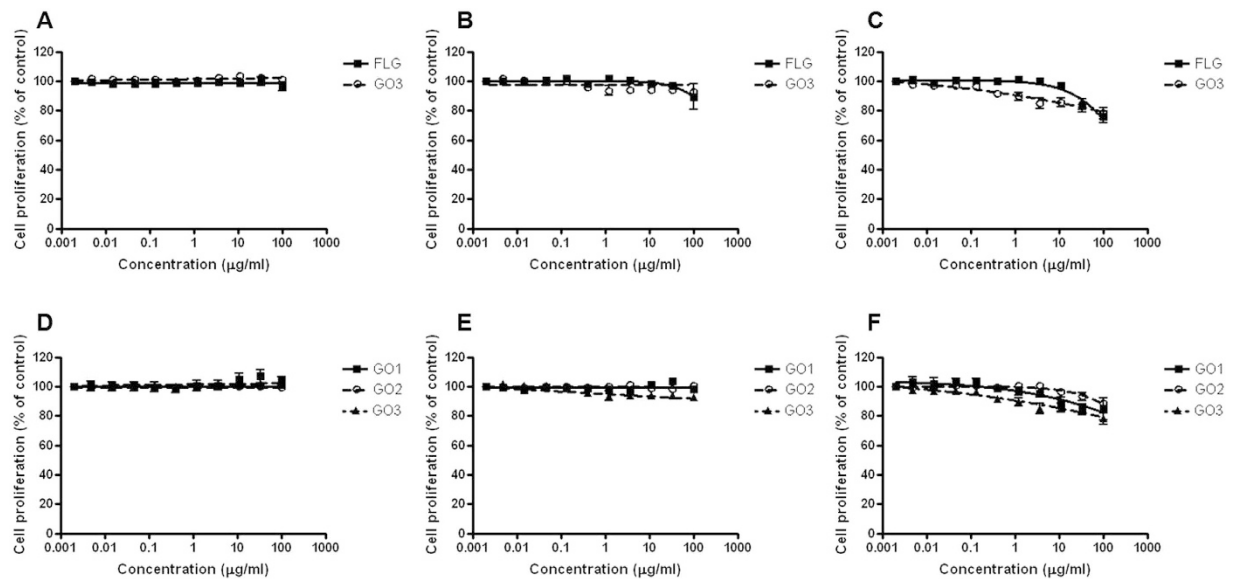 A
Cell proliferation (% of control)
120
100
80
60
40
20
0
0.001 0.01 0.1 1 10 100 1000
Concentration (μg/ml)
FLG
GO3
B
Cell proliferation (% of control)
120
100
80
60
40
20
0
0.001 0.01 0.1 1 10 100 1000
Concentration (μg/ml)
FLG
GO3
C
Cell proliferation (% of control)
120
100
80
60
40
20
0
0.001 0.01 0.1 1 10 100 1000
Concentration (μg/ml)
FLG
GO3
D
Cell proliferation (% of control)
120
100
80
60
40
20
0
0.001 0.01 0.1 1 10 100 1000
Concentration (μg/ml)
GO1
GO2
GO3
E
Cell proliferation (% of control)
120
100
80
60
40
20
0
0.001 0.01 0.1 1 10 100 1000
Concentration (μg/ml)
GO1
GO2
GO3
F
Cell proliferation (% of control)
120
100
80
60
40
20
0
0.001 0.01 0.1 1 10 100 1000
Concentration (μg/ml)
GO1
GO2
GO3